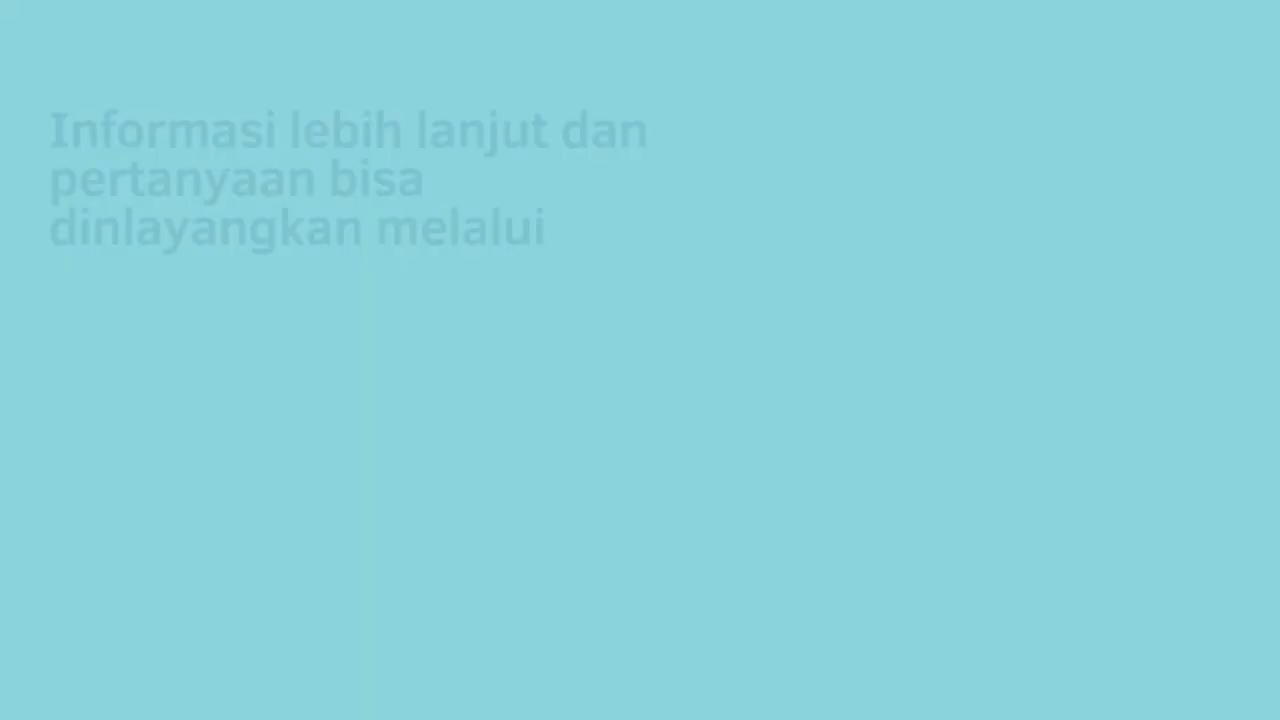 Informasi lebih lanjut dan
pertanyaan bisa
dinlayangkan melalui